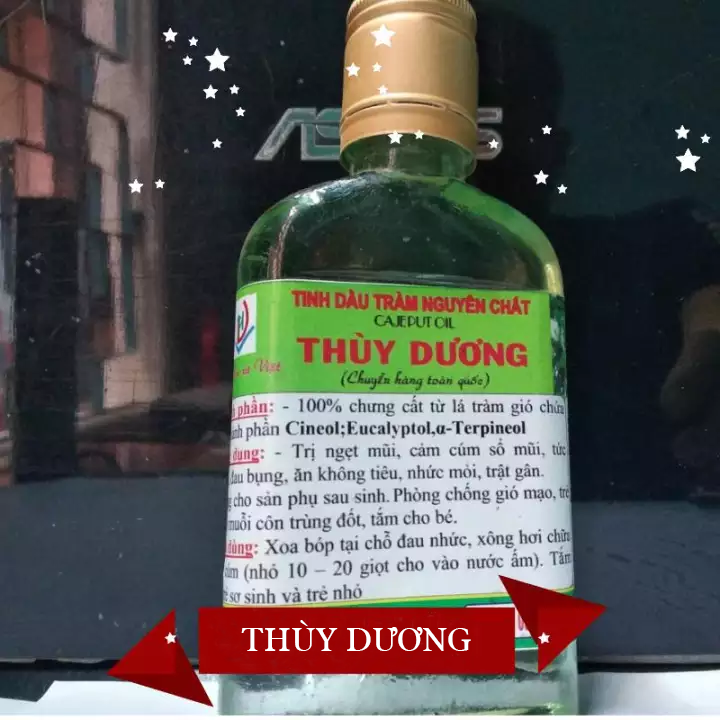 TINH DẦU TRÀM NGUYÊN CHẤT
CAJEPUT OIL
THÙY DƯƠNG
(Chuyển hàng toàn quốc)
phần: - 100% chưng cất từ lá tràm gió chứa
phần Cineol;Eucalyptol,α-Terpineol
dụng: - Trị nghẹt mũi, cảm cúm sổ mũi, tức
đau bụng, ăn không tiêu, nhức mỏi, trật gân.
cho sản phụ sau sinh. Phòng chống gió mạo, trẻ
muỗi côn trùng đốt, tắm cho bé.
dùng: Xoa bóp tại chỗ đau nhức, xông hơi chữa
(nhỏ 10 – 20 giọt cho vào nước ấm). Tắm
sơ sinh và trẻ nhỏ
THÙY DƯƠNG